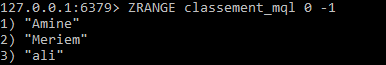 127.0.0.1:6379> ZRANGE classement_mql 0 -1
1) "Amine"
2) "Meriem"
3) "ali"